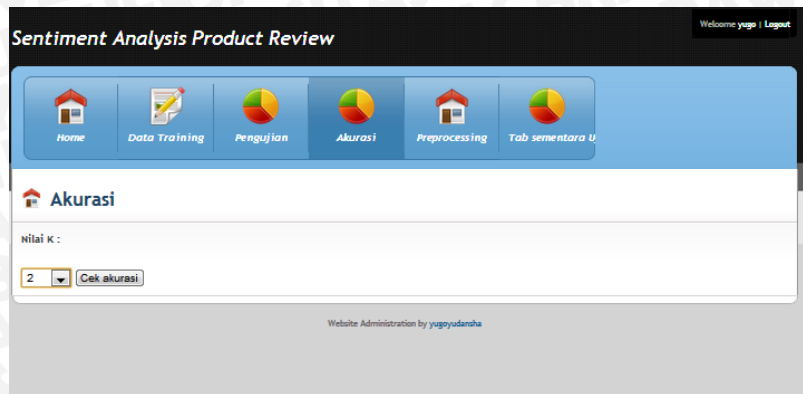 Welcome yugo | Logout
Sentiment Analysis Product Review
Home
Data Training
Pengujian
Akurasi
Preprocessing
Tab sementara U
Akurasi
Nilai K :
2
Cek akurasi
Website Administration by yugoyudansha